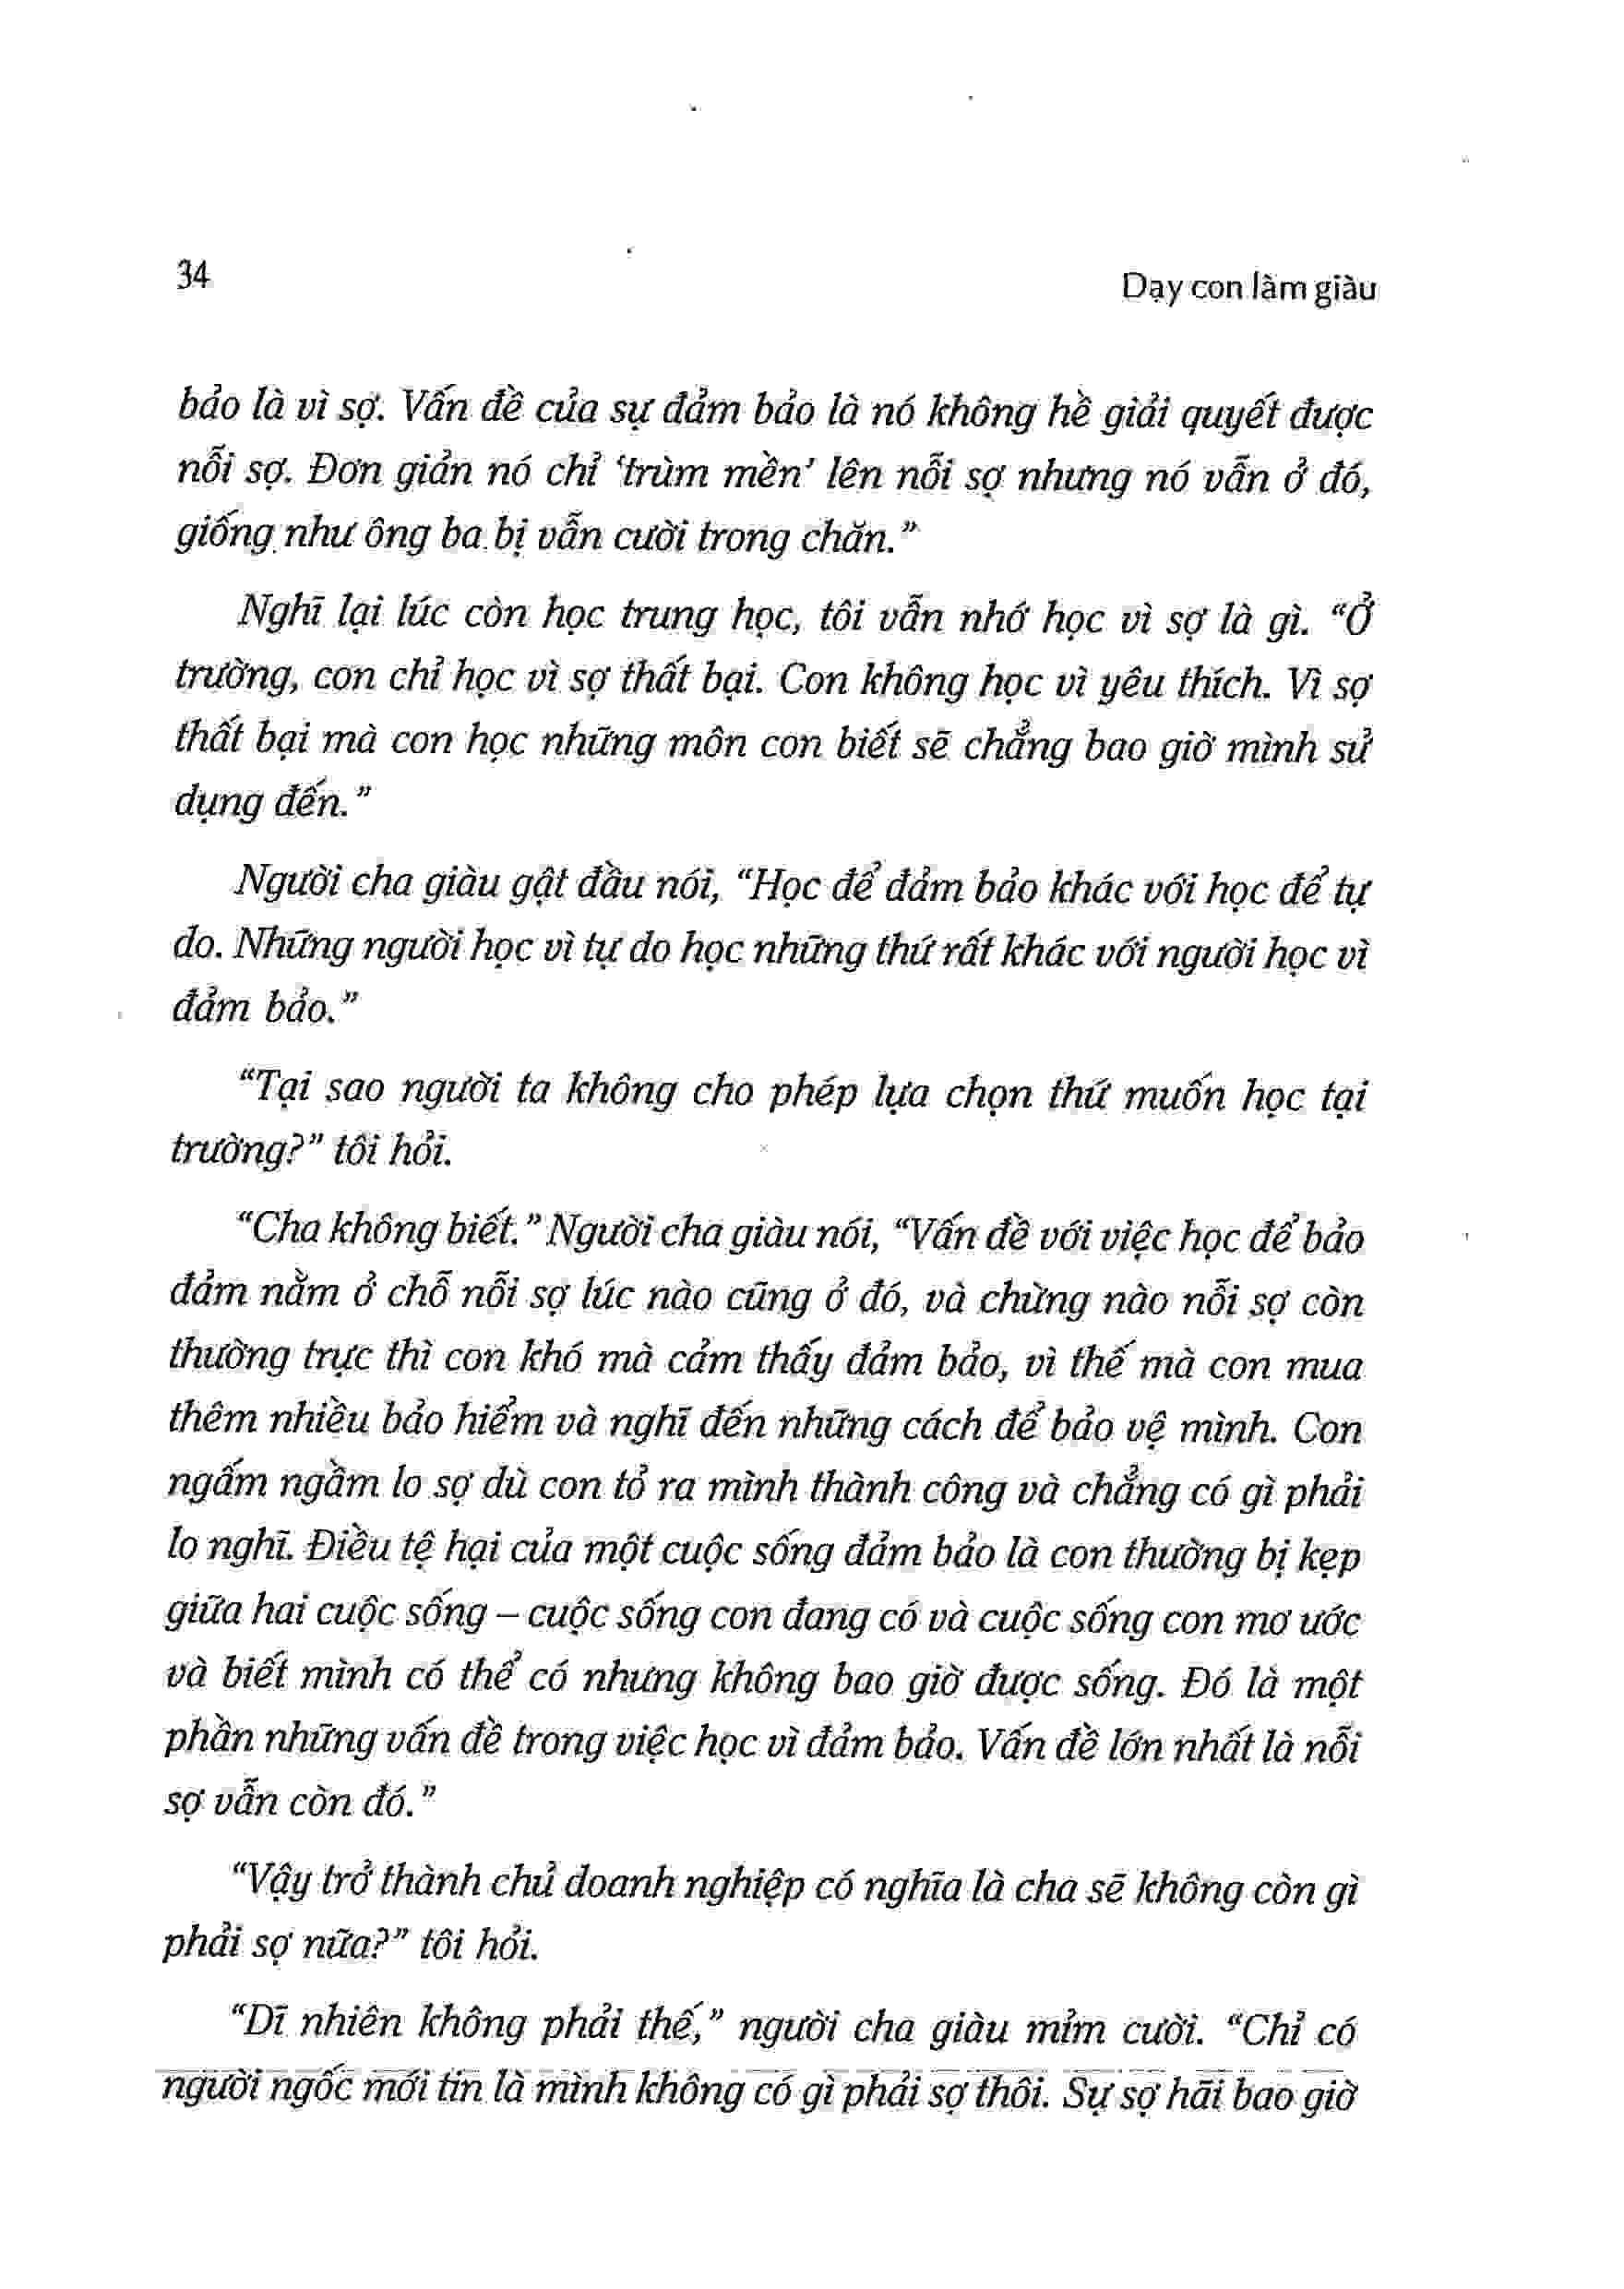 34
Dạy con làm giàu
bảo là vì sợ. Vấn đề của sự đảm bảo là nó không hề giải quyết được
nỗi sợ. Đơn giản nó chỉ ‘trùm mền’ lên nỗi sợ nhưng nó vẫn ở đó,
giống như ông ba bị vẫn cười trong chăn.”
Nghĩ lại lúc còn học trung học, tôi vẫn nhớ học vì sợ là gì. “Ở
trường, con chỉ học vì sợ thất bại. Con không học vì yêu thích. Vì sợ
thất bại mà con học những môn con biết sẽ chẳng bao giờ mình sử
dụng đến.”
Người cha giàu gật đầu nói, “Học để đảm bảo khác với học để tự
do. Những người học vì tự do học những thứ rất khác với người học vì
đảm bảo.”
“Tại sao người ta không cho phép lựa chọn thứ muốn học tại
trường?” tôi hỏi.
“Cha không biết.” Người cha giàu nói, “Vấn đề với việc học để bảo
đảm nằm ở chỗ nỗi sợ lúc nào cũng ở đó, và chừng nào nỗi sợ còn
thường trực thì con khó mà cảm thấy đảm bảo, vì thế mà con mua
thêm nhiều bảo hiểm và nghĩ đến những cách để bảo vệ mình. Con
ngấm ngầm lo sợ dù con tỏ ra mình thành công và chẳng có gì phải
lo nghĩ. Điều tệ hại của một cuộc sống đảm bảo là con thường bị kẹp
giữa hai cuộc sống – cuộc sống con đang có và cuộc sống con mơ ước
và biết mình có thể có nhưng không bao giờ được sống. Đó là một
phần những vấn đề trong việc học vì đảm bảo. Vấn đề lớn nhất là nỗi
sợ vẫn còn đó.”
“Vậy trở thành chủ doanh nghiệp có nghĩa là cha sẽ không còn gì
phải sợ nữa?” tôi hỏi.
“Dĩ nhiên không phải thế,” người cha giàu mỉm cười. “Chỉ có
người ngốc mới tin là mình không có gì phải sợ thôi. Sự sợ hãi bao giờ